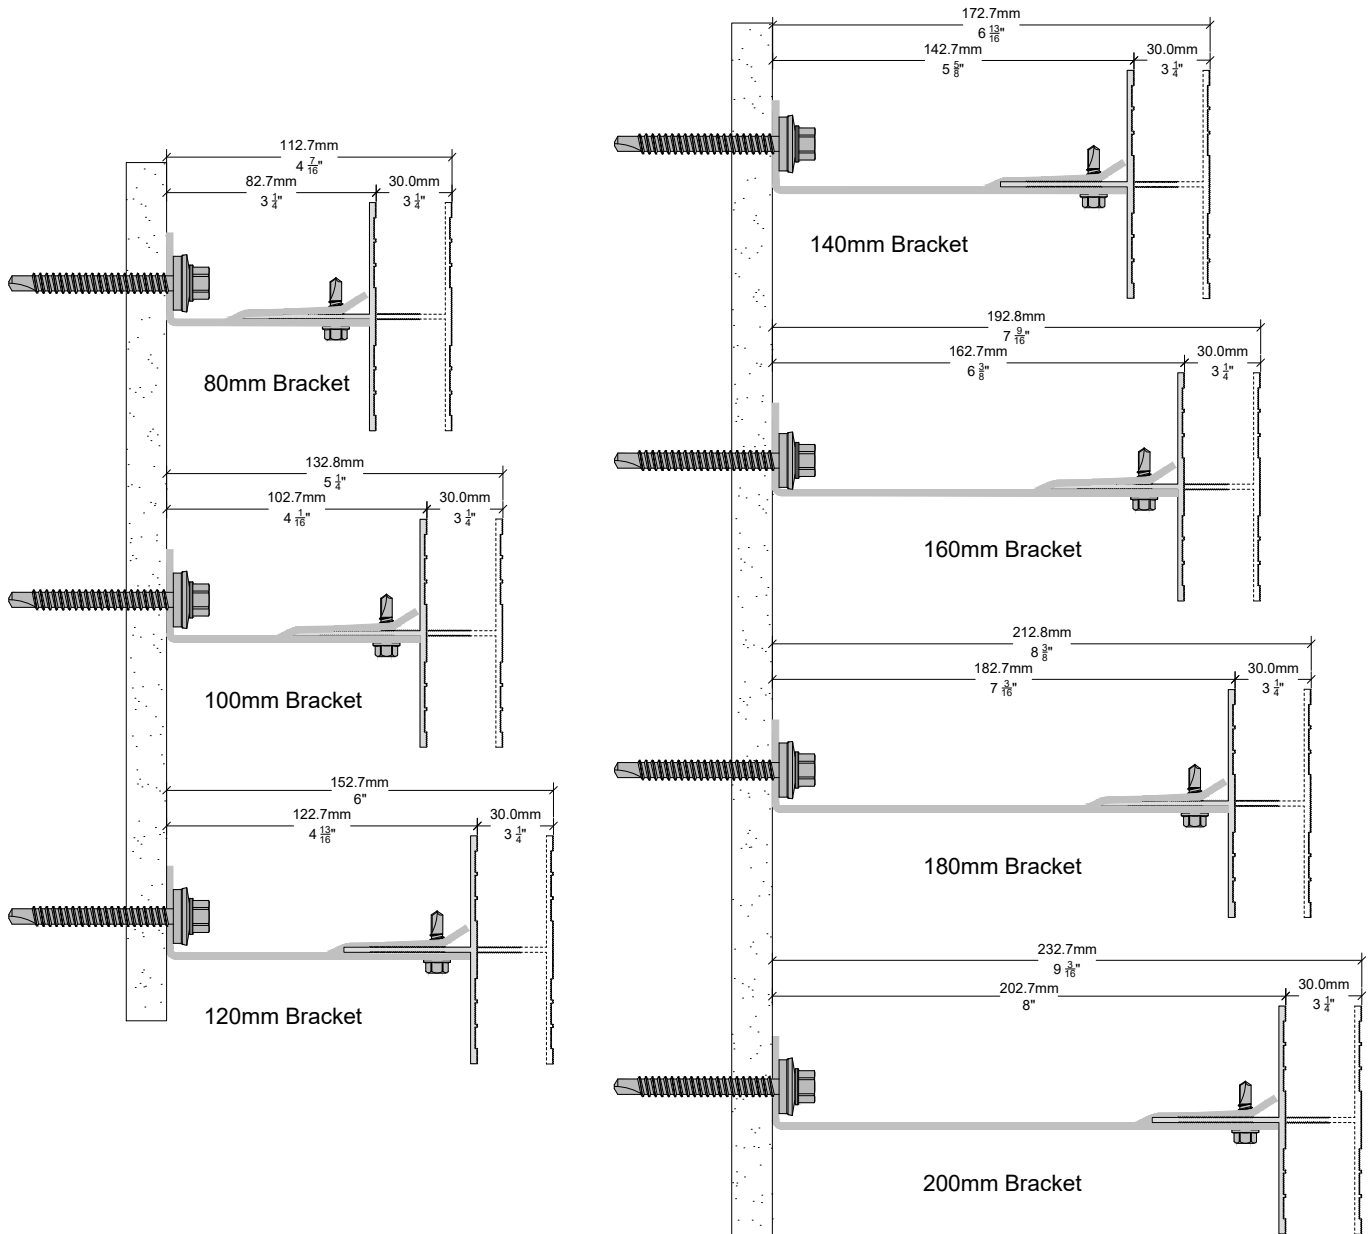 112.7mm
4 7/16"
82.7mm
3 1/4"
30.0mm
3 1/4"
80mm Bracket
132.8mm
5 1/4"
102.7mm
4 1/16"
30.0mm
3 1/4"
100mm Bracket
152.7mm
6"
122.7mm
4 13/16"
30.0mm
3 1/4"
120mm Bracket
172.7mm
6 13/16"
142.7mm
5 5/8"
30.0mm
3 1/4"
140mm Bracket
192.8mm
7 9/16"
162.7mm
6 3/8"
30.0mm
3 1/4"
160mm Bracket
212.8mm
8 3/8"
182.7mm
7 3/16"
30.0mm
3 1/4"
180mm Bracket
232.7mm
9 3/16"
202.7mm
8"
30.0mm
3 1/4"
200mm Bracket